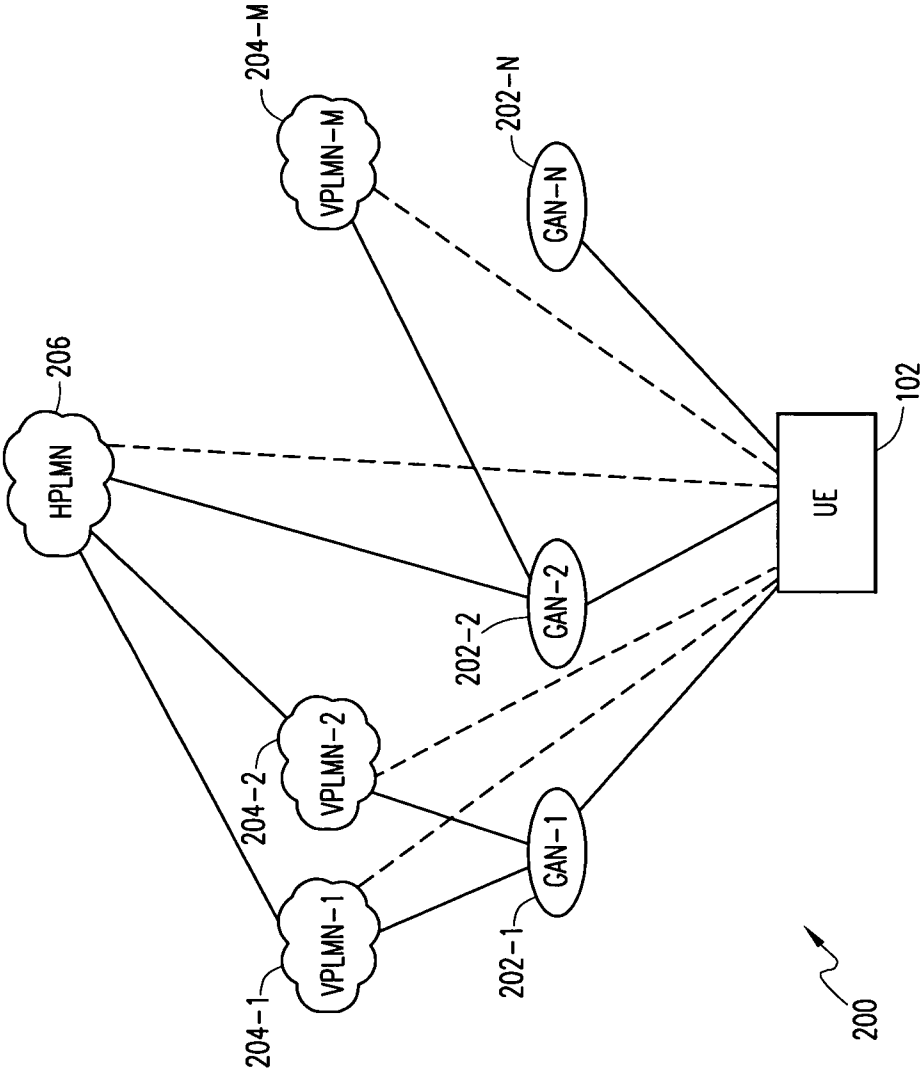 206
HPLMN
204-M
VPLMN-M
204-2
VPLMN-2
204-1
VPLMN-1
202-N
GAN-N
202-2
GAN-2
202-1
GAN-1
UE
102
200